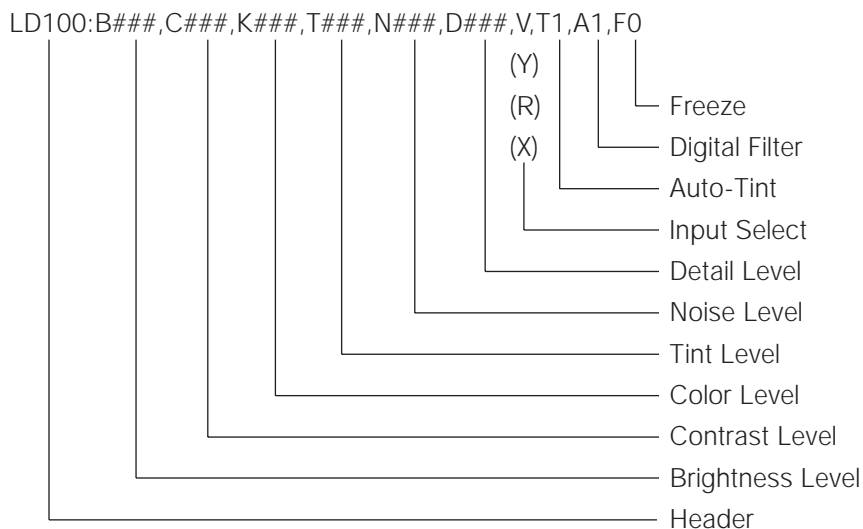 LD100:B###,C###,K###,T###,N###,D###,V,T1,A1,F0
(Y)
(R)
(X)
Freeze
Digital Filter
Auto-Tint
Input Select
Detail Level
Noise Level
Tint Level
Color Level
Contrast Level
Brightness Level
Header